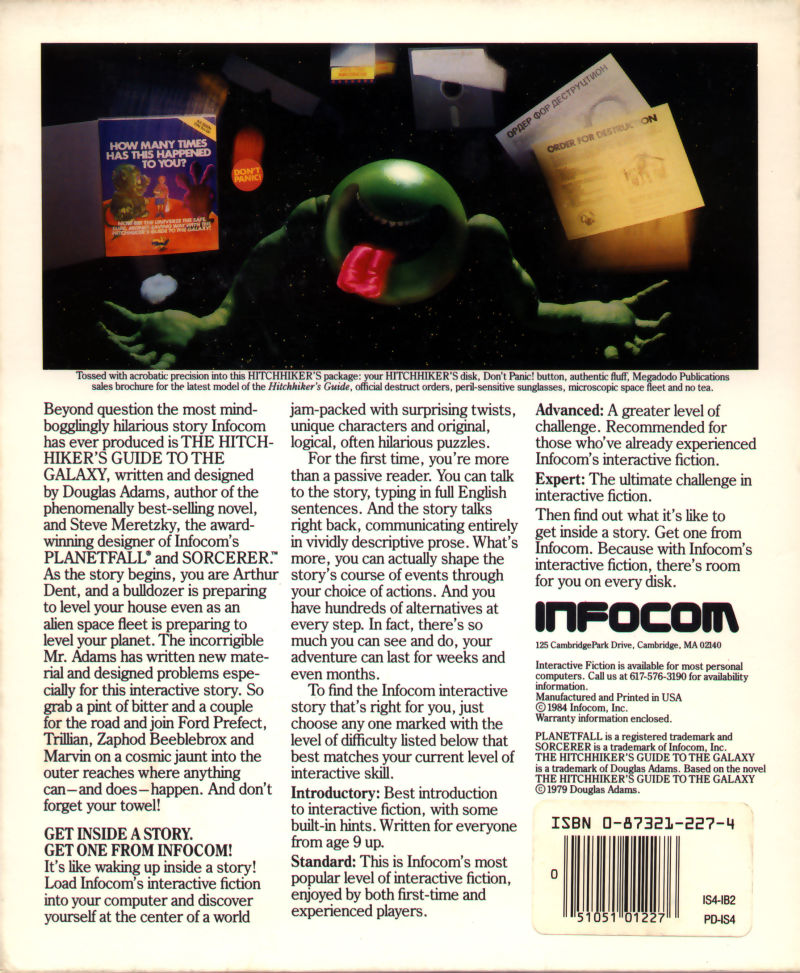 HOW MANY TIMES
HAS THIS HAPPENED
TO YOU?
DON'T
PANIC!
ОРДЕР ФОР ДЕСТРУЦТИОН
ORDER FOR DESTRUCTION
Tossed with acrobatic precision into this HITCHHIKER'S package: your HITCHHIKER'S disk, Don't Panic! button, authentic fluff, Megadodo Publications
sales brochure for the latest model of the Hitchhiker's Guide, official destruct orders, peril-sensitive sunglasses, microscopic space fleet and no tea.
Beyond question the most mind-
bogglingly hilarious story Infocom
has ever produced is THE HITCH-
HIKER'S GUIDE TO THE
GALAXY, written and designed
by Douglas Adams, author of the
phenomenally best-selling novel,
and Steve Meretzky, the award-
winning designer of Infocom's
PLANETFALL® and SORCERER.™
As the story begins, you are Arthur
Dent, and a bulldozer is preparing
to level your house even as an
alien space fleet is preparing to
level your planet. The incorrigible
Mr. Adams has written new mate-
rial and designed problems espe-
cially for this interactive story. So
grab a pint of bitter and a couple
for the road and join Ford Prefect,
Trillian, Zaphod Beeblebrox and
Marvin on a cosmic jaunt into the
outer reaches where anything
can—and does—happen. And don't
forget your towel!
GET INSIDE A STORY.
GET ONE FROM INFOCOM!
It's like waking up inside a story!
Load Infocom's interactive fiction
into your computer and discover
yourself at the center of a world
jam-packed with surprising twists,
unique characters and original,
logical, often hilarious puzzles.
For the first time, you're more
than a passive reader. You can talk
to the story, typing in full English
sentences. And the story talks
right back, communicating entirely
in vividly descriptive prose. What's
more, you can actually shape the
story's course of events through
your choice of actions. And you
have hundreds of alternatives at
every step. In fact, there's so
much you can see and do, your
adventure can last for weeks and
even months.
To find the Infocom interactive
story that's right for you, just
choose any one marked with the
level of difficulty listed below that
best matches your current level of
interactive skill.
Introductory: Best introduction
to interactive fiction, with some
built-in hints. Written for everyone
from age 9 up.
Standard: This is Infocom's most
popular level of interactive fiction,
enjoyed by both first-time and
experienced players.
Advanced: A greater level of
challenge. Recommended for
those who've already experienced
Infocom's interactive fiction.
Expert: The ultimate challenge in
interactive fiction.
Then find out what it's like to
get inside a story. Get one from
Infocom. Because with Infocom's
interactive fiction, there's room
for you on every disk.
INFOCOM
125 CambridgePark Drive, Cambridge, MA 02140
Interactive Fiction is available for most personal
computers. Call us at 617-576-3190 for availability
information.
Manufactured and Printed in USA
©1984 Infocom, Inc.
Warranty information enclosed.
PLANETFALL is a registered trademark and
SORCERER is a trademark of Infocom, Inc.
THE HITCHHIKER'S GUIDE TO THE GALAXY
is a trademark of Douglas Adams. Based on the novel
THE HITCHHIKER'S GUIDE TO THE GALAXY
©1979 Douglas Adams.
ISBN 0-87321-227-4
0
51051 01227
IS4-IB2
PD-IS4